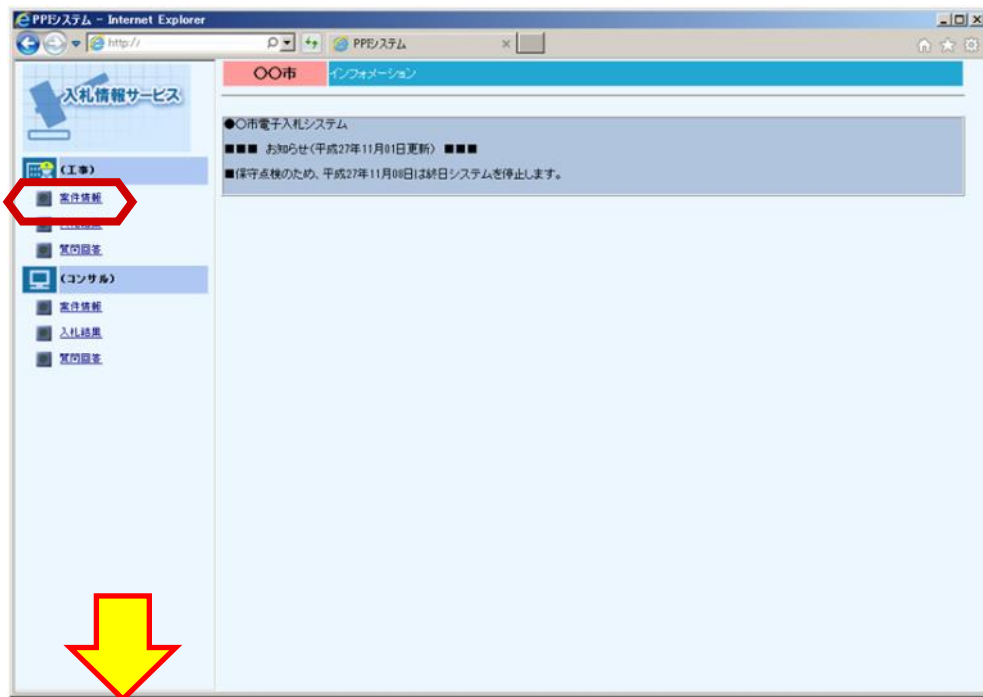 PPIシステム - Internet Explorer
http://
PPIシステム
入札情報サービス
〇〇市
インフォメーション
●〇市電子入札システム
■■■ お知らせ(平成27年11月01日更新) ■■■
■保守点検のため、平成27年11月08日は終日システムを停止します。
(工事)
案件情報
質問回答
(コンサル)
案件情報
入札結果
質問回答